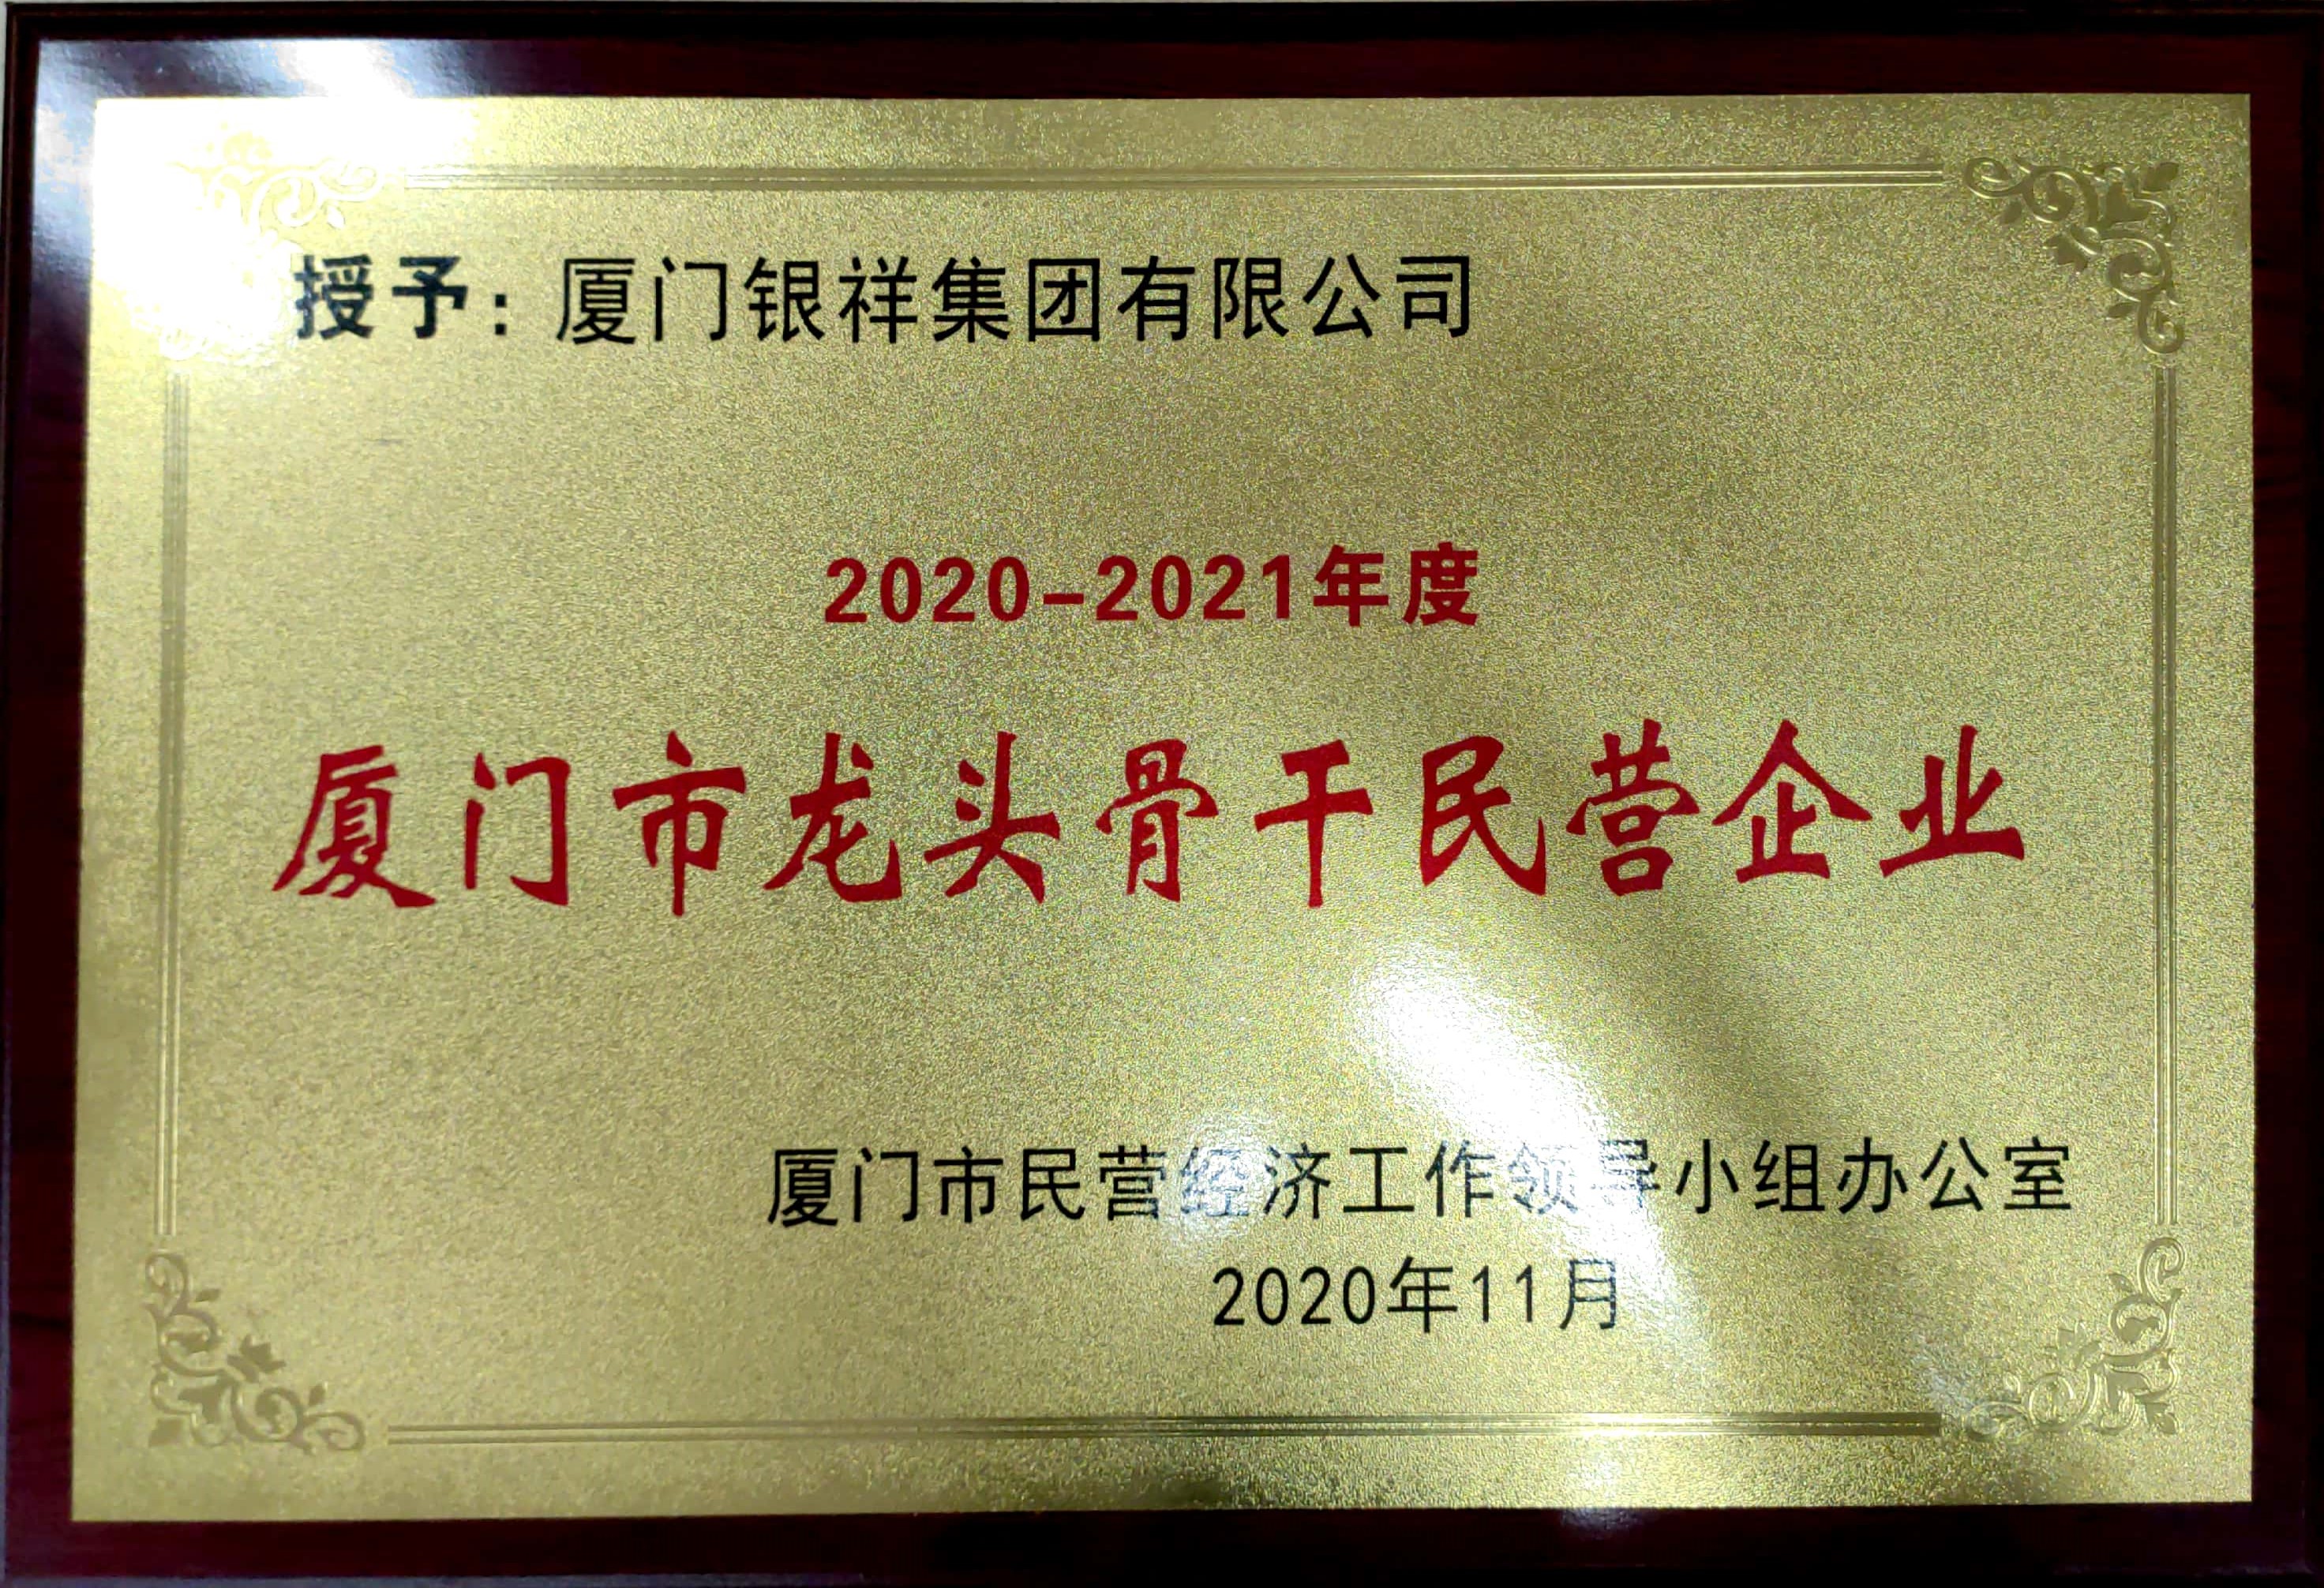 授予：厦门银祥集团有限公司
2020-2021年度
厦门市龙头骨干民营企业
厦门市民营经济工作领导小组办公室
2020年11月